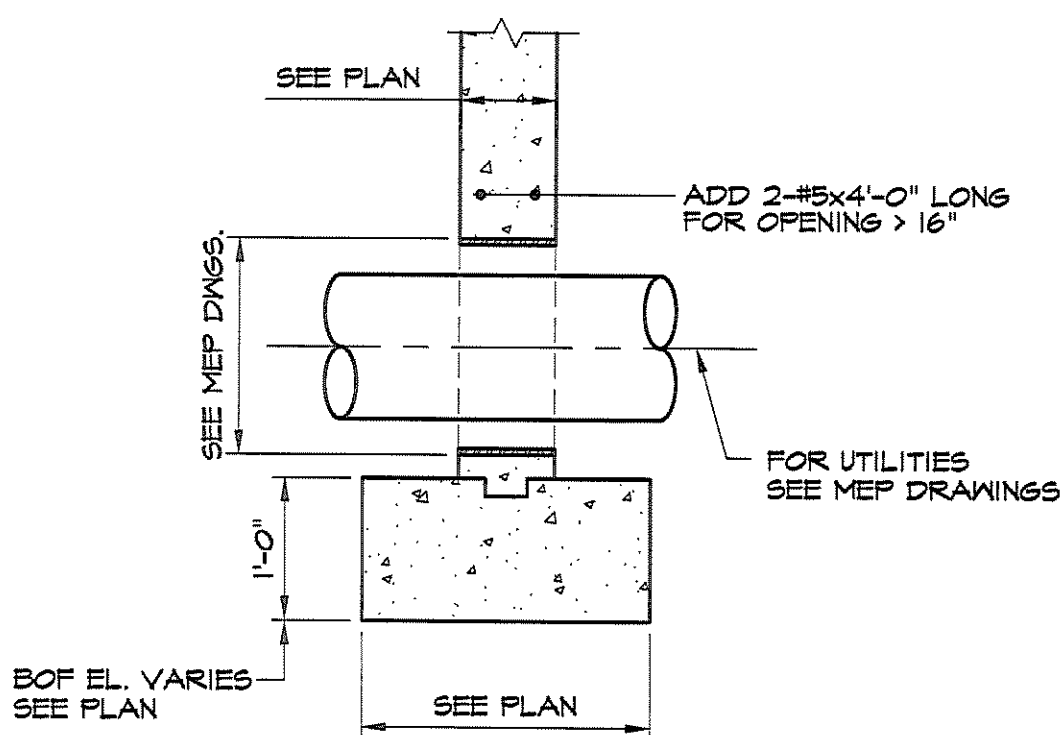 SEE PLAN
ADD 2-#5x4'-0" LONG
FOR OPENING > 16"
SEE MEP DWGS.
FOR UTILITIES
SEE MEP DRAWINGS
1'-0"
BOF EL. VARIES
SEE PLAN
SEE PLAN